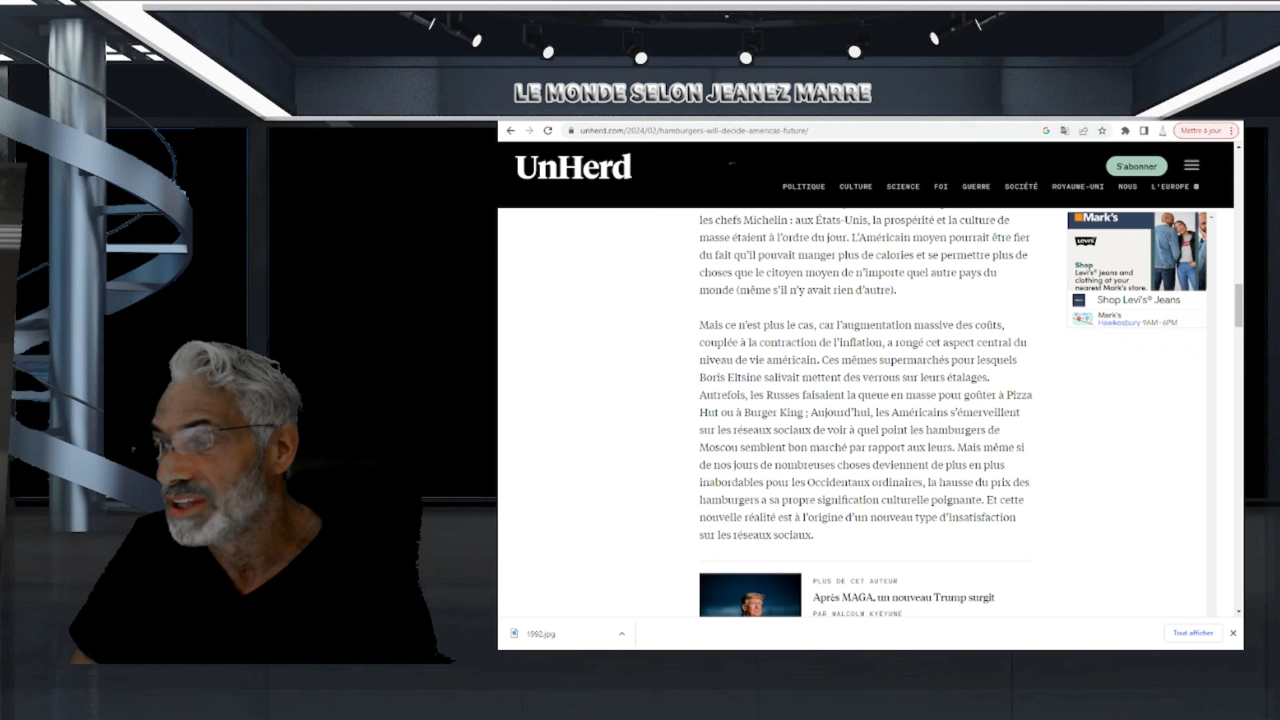 LE MONDE SELON JEANEZ MARRE
unherd.com/2024/02/hamburgers-will-decide-americas-future/
Mettre à jour
UnHerd
S'abonner
POLITIQUE CULTURE SCIENCE FOI GUERRE SOCIÉTÉ ROYAUME-UNI NOUS L'EUROPE
les chefs Michelin : aux États-Unis, la prospérité et la culture de
masse étaient à l'ordre du jour. L'Américain moyen pourrait être fier
du fait qu'il pouvait manger plus de calories et se permettre plus de
choses que le citoyen moyen de n'importe quel autre pays du
monde (même s'il n'y avait rien d'autre).
Mais ce n'est plus le cas, car l'augmentation massive des coûts,
couplée à la contraction de l'inflation, a rongé cet aspect central du
niveau de vie américain. Ces mêmes supermarchés pour lesquels
Boris Eltsine salivait mettent des verrous sur leurs étalages.
Autrefois, les Russes faisaient la queue en masse pour goûter à Pizza
Hut ou à Burger King ; Aujourd'hui, les Américains s'émerveillent
sur les réseaux sociaux de voir à quel point les hamburgers de
Moscou semblent bon marché par rapport aux leurs. Mais même si
de nos jours de nombreuses choses deviennent de plus en plus
inabordables pour les Occidentaux ordinaires, la hausse du prix des
hamburgers a sa propre signification culturelle poignante. Et cette
nouvelle réalité est à l'origine d'un nouveau type d'insatisfaction
sur les réseaux sociaux.
PLUS DE CET AUTEUR
Après MAGA, un nouveau Trump surgit
PAR MALCOLM KYEYUNE
Mark's
Levi's
Shop
Levi's® jeans and
clothing at your
nearest Mark's store.
Shop Levi's® Jeans
Mark's
Hawkesbury 9AM-6PM
1992.jpg
Tout afficher